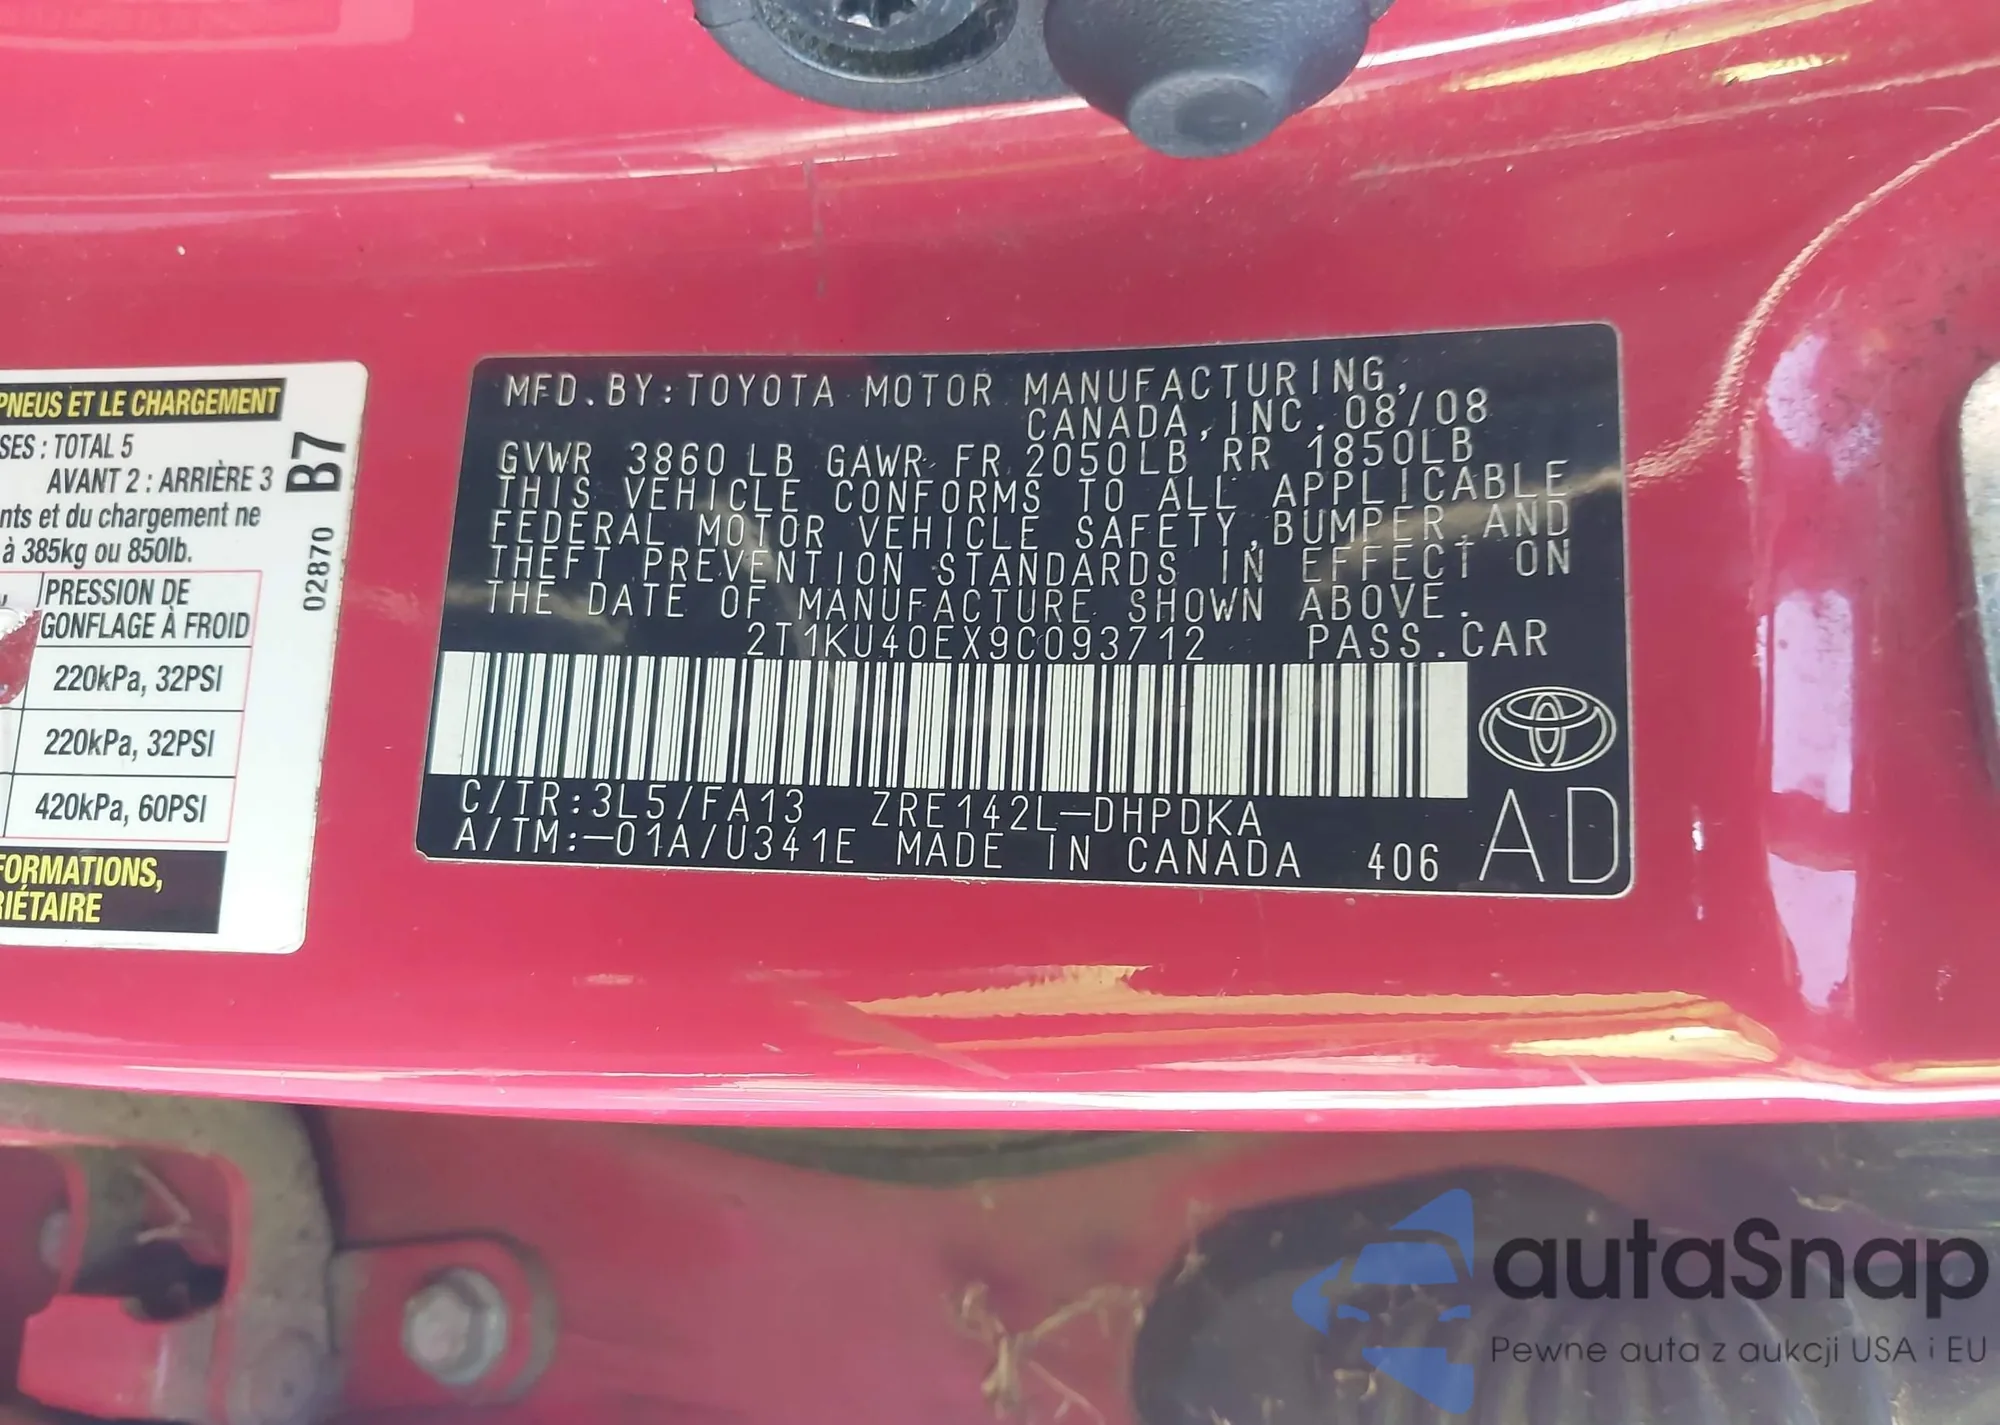 PNEUS ET LE CHARGEMENT
SES : TOTAL 5
AVANT 2 : ARRIÈRE 3
nts et du chargement ne
à 385kg ou 850lb.
PRESSION DE
GONFLAGE À FROID
220kPa, 32PSI
220kPa, 32PSI
420kPa, 60PSI
FORMATIONS,
RIÉTAIRE
B7
02870
MFD. BY: TOYOTA MOTOR MANUFACTURING,
CANADA, INC. 08/08
GVWR 3860 LB GAWR FR 2050LB RR 1850LB
THIS VEHICLE CONFORMS TO ALL APPLICABLE
FEDERAL MOTOR VEHICLE SAFETY, BUMPER, AND
THEFT PREVENTION STANDARDS IN EFFECT ON
THE DATE OF MANUFACTURE SHOWN ABOVE.
2T1KU40EX9C093712 PASS. CAR
C/TR:3L5/FA13 ZRE142L-DHPDKA
A/TM:-01A/U341E MADE IN CANADA 406
AD
autaSnap
Pewne auta z aukcji USA i EU